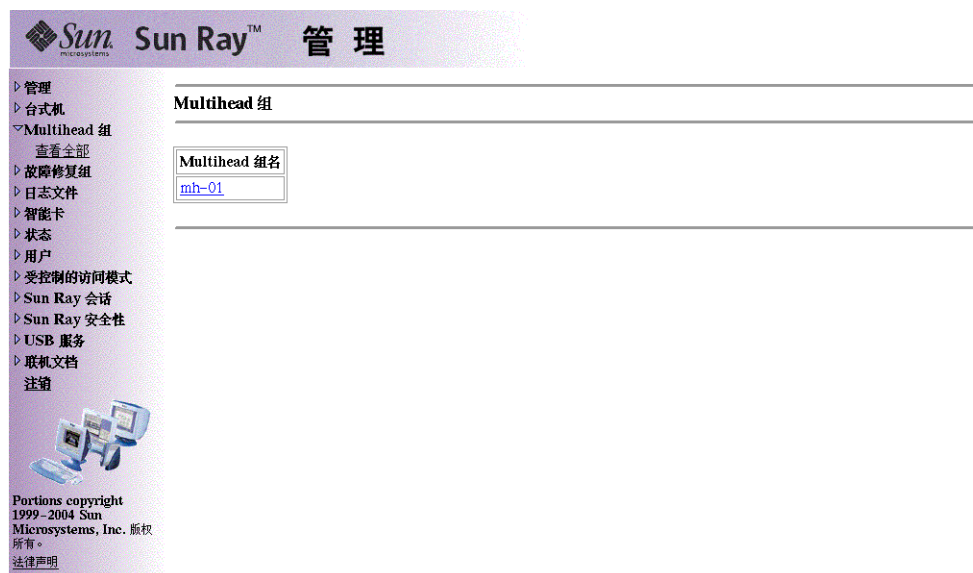 Sun microsystems Sun Ray™ 管 理
管理
台式机
Multihead 组
查看全部
故障修复组
日志文件
智能卡
状态
用户
受控制的访问模式
Sun Ray 会话
Sun Ray 安全性
USB 服务
联机文档
注销
Portions copyright
1999-2004 Sun
Microsystems, Inc. 版权
所有。
法律声明
Multihead 组
Multihead 组名
mh-01